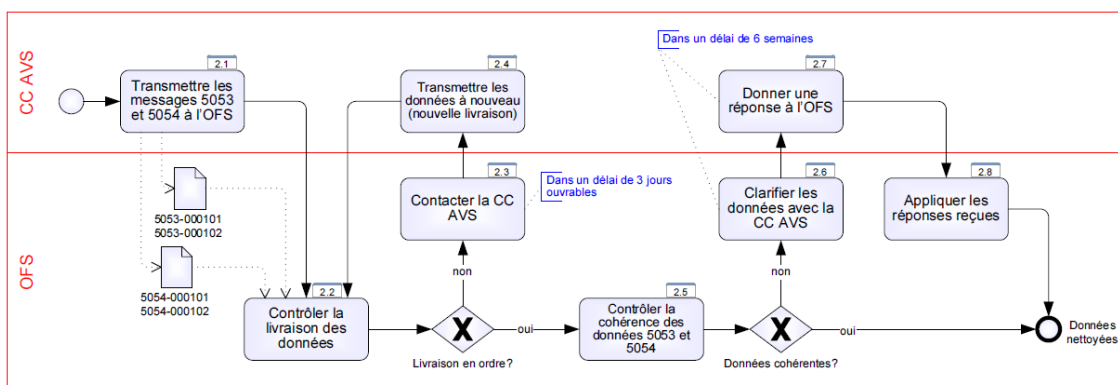 CC AVS
2.1
Transmettre les
messages 5053
et 5054 à l'OFS
2.4
Transmettre les
données à nouveau
(nouvelle livraison)
Dans un délai de 6 semaines
2.7
Donner une
réponse à l'OFS
OFS
5053-000101
5053-000102
5054-000101
5054-000102
2.2
Contrôler la
livraison des
données
2.3
Contacter la CC
AVS
Dans un délai de 3 jours
ouvrables
non
Livraison en ordre?
oui
2.5
Contrôler la
cohérence des
données 5053 et
5054
2.6
Clarifier les
données avec la
CC AVS
non
Données cohérentes?
oui
2.8
Appliquer les
réponses reçues
Données
nettoyées